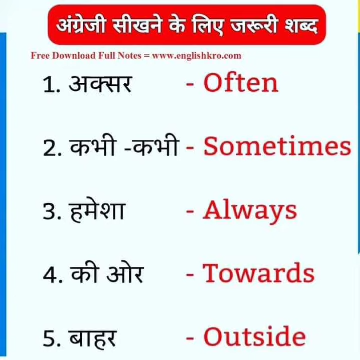 अंग्रेजी सीखने के लिए जरूरी शब्द
Free Download Full Notes = www.englishkro.com
1. अक्सर - Often
2. कभी -कभी - Sometimes
3. हमेशा - Always
4. की ओर - Towards
5. बाहर - Outside